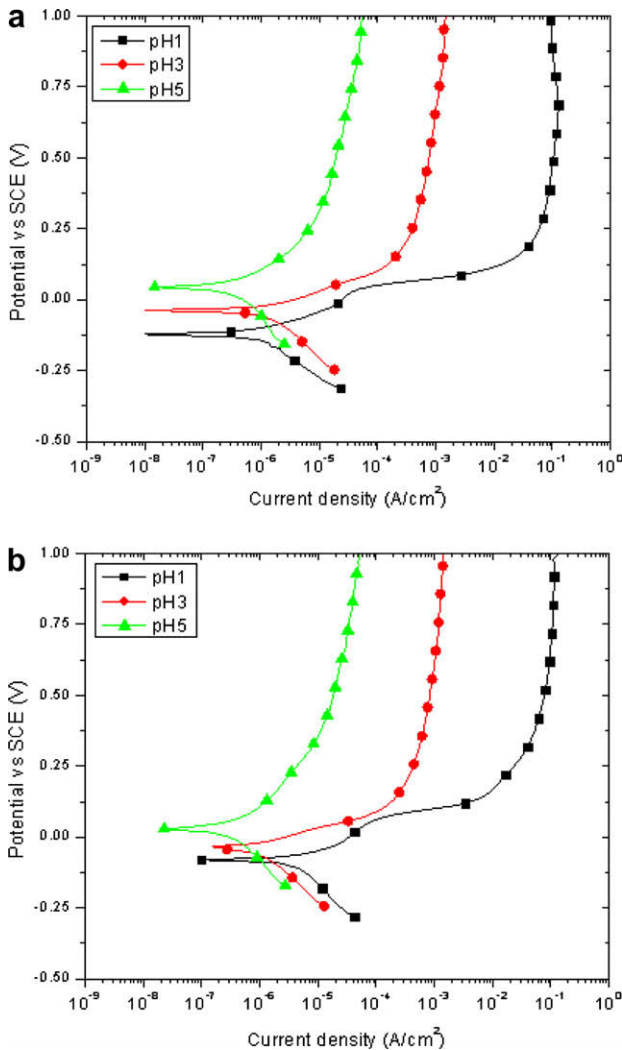 a
pH1
pH3
pH5
1.00
0.75
0.50
0.25
0.00
-0.25
-0.50
Potential vs SCE (V)
10⁻⁹ 10⁻⁸ 10⁻⁷ 10⁻⁶ 10⁻⁵ 10⁻⁴ 10⁻³ 10⁻² 10⁻¹ 10⁰
Current density (A/cm²)
b
pH1
pH3
pH5
1.00
0.75
0.50
0.25
0.00
-0.25
-0.50
Potential vs SCE (V)
10⁻⁹ 10⁻⁸ 10⁻⁷ 10⁻⁶ 10⁻⁵ 10⁻⁴ 10⁻³ 10⁻² 10⁻¹ 10⁰
Current density (A/cm²)